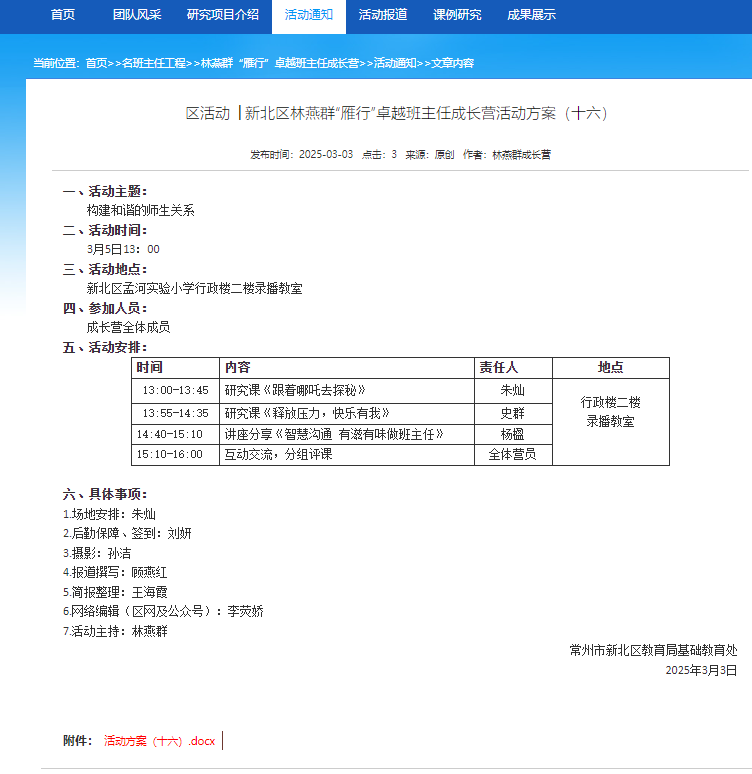 首页 团队风采 研究项目介绍 活动通知 活动报道 课例研究 成果展示
当前位置：首页>>名班主任工程>>林燕群“雁行”卓越班主任成长营>>活动通知>>文章内容
区活动 | 新北区林燕群“雁行”卓越班主任成长营活动方案（十六）
发布时间：2025-03-03 点击：3 来源：原创 作者：林燕群成长营
一、活动主题：
构建和谐的师生关系
二、活动时间：
3月5日13：00
三、活动地点：
新北区孟河实验小学行政楼二楼录播教室
四、参加人员：
成长营全体成员
五、活动安排：
时间 内容 责任人 地点
13:00-13:45 研究课《跟着哪吒去探秘》 朱灿 行政楼二楼
录播教室
13:55-14:35 研究课《释放压力，快乐有我》 史群
14:40-15:10 讲座分享《智慧沟通 有滋有味做班主任》 杨楹
15:10-16:00 互动交流，分组评课 全体营员
六、具体事项：
1.场地安排：朱灿
2.后勤保障、签到：刘妍
3.摄影：孙洁
4.报道撰写：顾燕红
5.简报整理：王海霞
6.网络编辑（区网及公众号）：李荧娇
7.活动主持：林燕群
常州市新北区教育局基础教育处
2025年3月3日
附件： 活动方案（十六）.docx